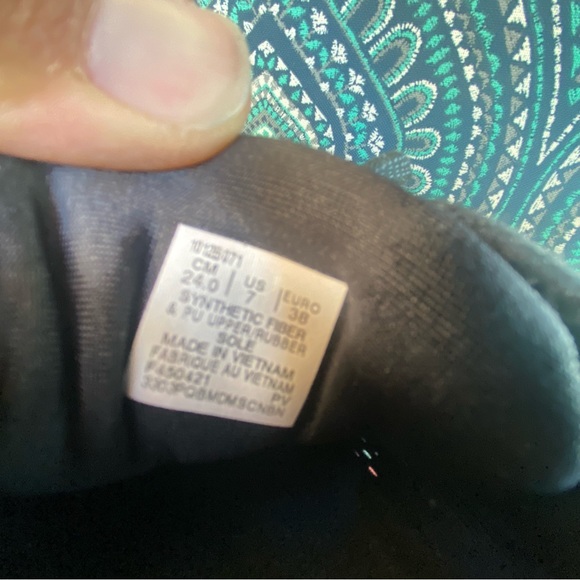 CM | US | EURO
24.0 | 7 | 38
SYNTHETIC FIBER
& PU UPPER/RUBBER
SOLE
MADE IN VIETNAM
FABRIQUE AU VIETNAM
F450421 PV